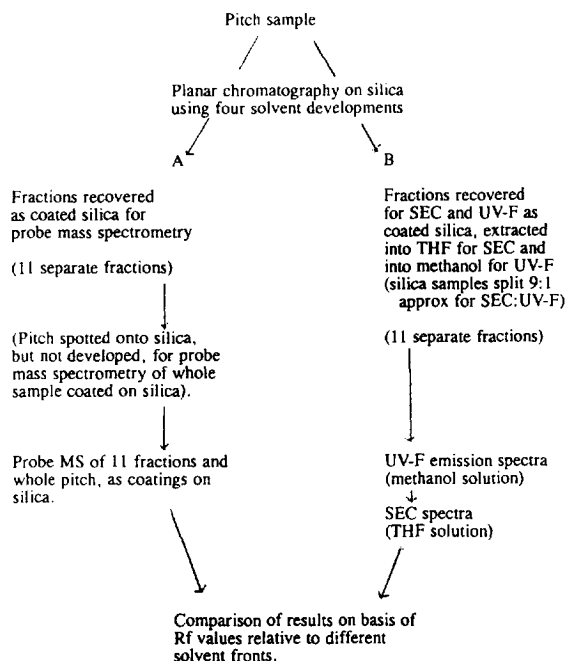 Pitch sample
Planar chromatography on silica
using four solvent developments
A
B
Fractions recovered
as coated silica for
probe mass spectrometry
(11 separate fractions)
(Pitch spotted onto silica,
but not developed, for probe
mass spectrometry of whole
sample coated on silica).
Probe MS of 11 fractions and
whole pitch, as coatings on
silica.
Fractions recovered
for SEC and UV-F as
coated silica, extracted
into THF for SEC and
into methanol for UV-F
(silica samples split 9:1
approx for SEC:UV-F)
(11 separate fractions)
UV-F emission spectra
(methanol solution)
SEC spectra
(THF solution)
Comparison of results on basis of
Rf values relative to different
solvent fronts.